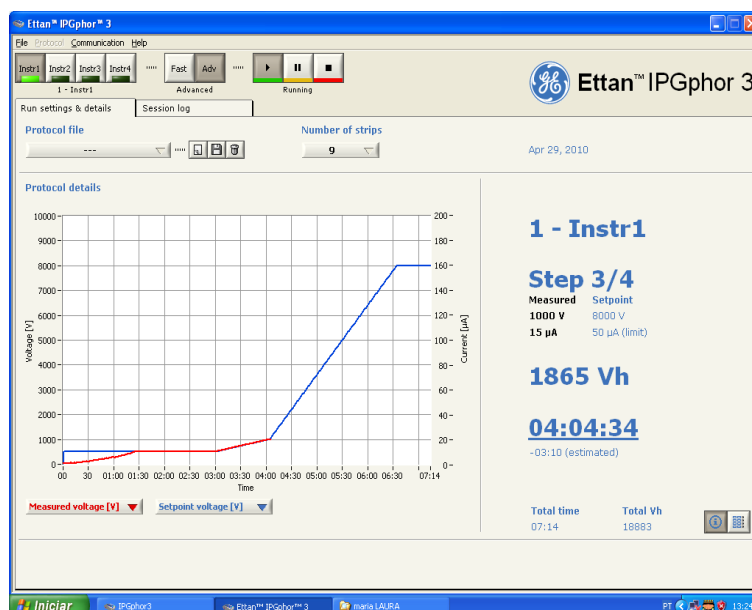 Ettan™ IPGphor™ 3
File Protocol Communication Help
Instr1 Instr2 Instr3 Instr4 Fast Adv
1 - Instr1 Advanced Running
Ettan™ IPGphor 3
Run settings & details Session log
Protocol file Number of strips
--- 9
Apr 29, 2010
Protocol details
10000
9000
8000
7000
6000
5000
4000
3000
2000
1000
0
Voltage [V]
200
180
160
140
120
100
80
60
40
20
0
Current [µA]
00 30 01:00 01:30 02:00 02:30 03:00 03:30 04:00 04:30 05:00 05:30 06:00 06:30 07:14
Time
Measured voltage [V] Setpoint voltage [V]
1 - Instr1
Step 3/4
Measured Setpoint
1000 V 8000 V
15 µA 50 µA (limit)
1865 Vh
04:04:34
-03:10 (estimated)
Total time Total Vh
07:14 18883
Iniciar IPGphor3 Ettan™ IPGphor™ 3 maria LAURA PT 13:24